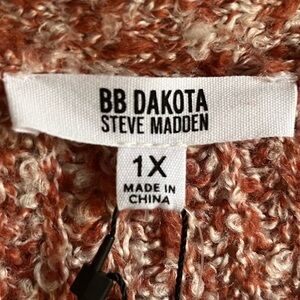 BB DAKOTA
STEVE MADDEN
1X
MADE IN
CHINA